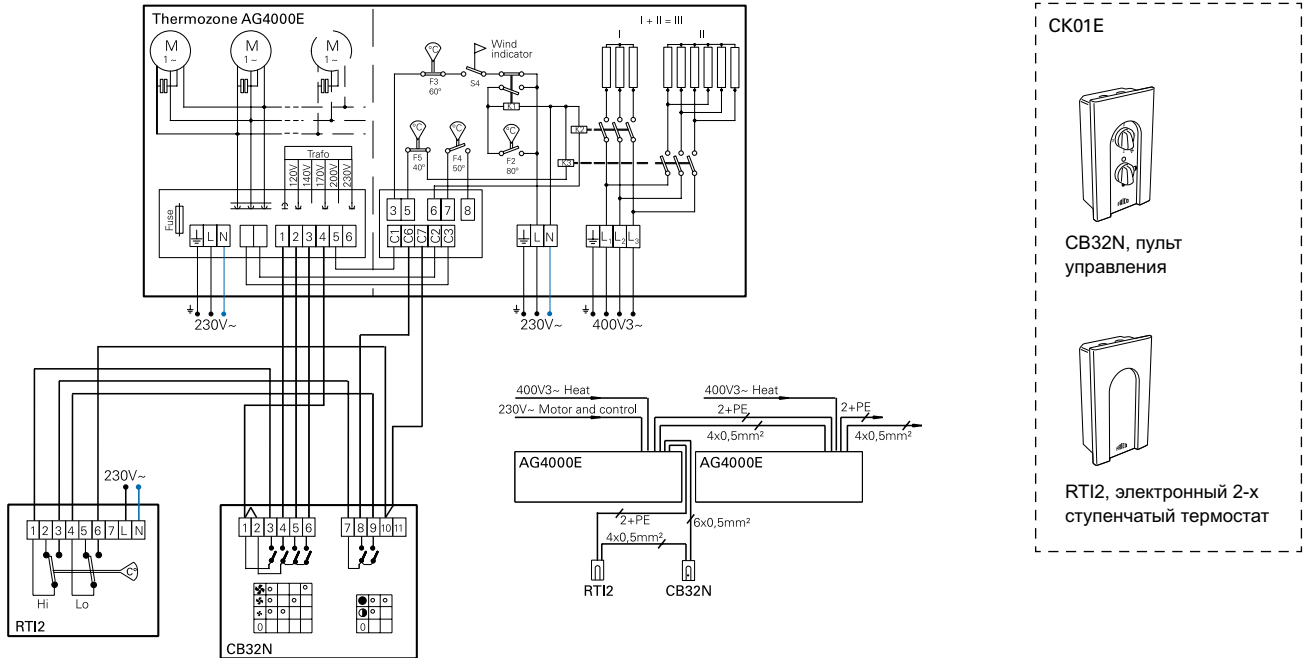 Thermozone AG4000E
M
1~
M
1~
M
1~
Trafo
120V
140V
170V
200V
230V
Fuse
L N
1 2 3 4 5 6
230V~
°C
F3
60°
Wind
indicator
S4
K1
°C
F5
40°
°C
F4
50°
°C
F2
80°
K2
K3
I + II = III
I
II
3 5 6 7 8
C1 C6 C7 C2 C3
L N
230V~
L1 L2 L3
400V3~
230V~
1 2 3 4 5 6 7 L N
C°
Hi
Lo
RTI2
1 2 3 4 5 6
7 8 9 10 11
0
0
CB32N
400V3~ Heat
230V~ Motor and control
400V3~ Heat
2+PE
4x0,5mm²
2+PE
4x0,5mm²
AG4000E
AG4000E
2+PE
6x0,5mm²
4x0,5mm²
RTI2
CB32N
CK01E
CB32N, пульт
управления
RTI2, электронный 2-х
ступенчатый термостат